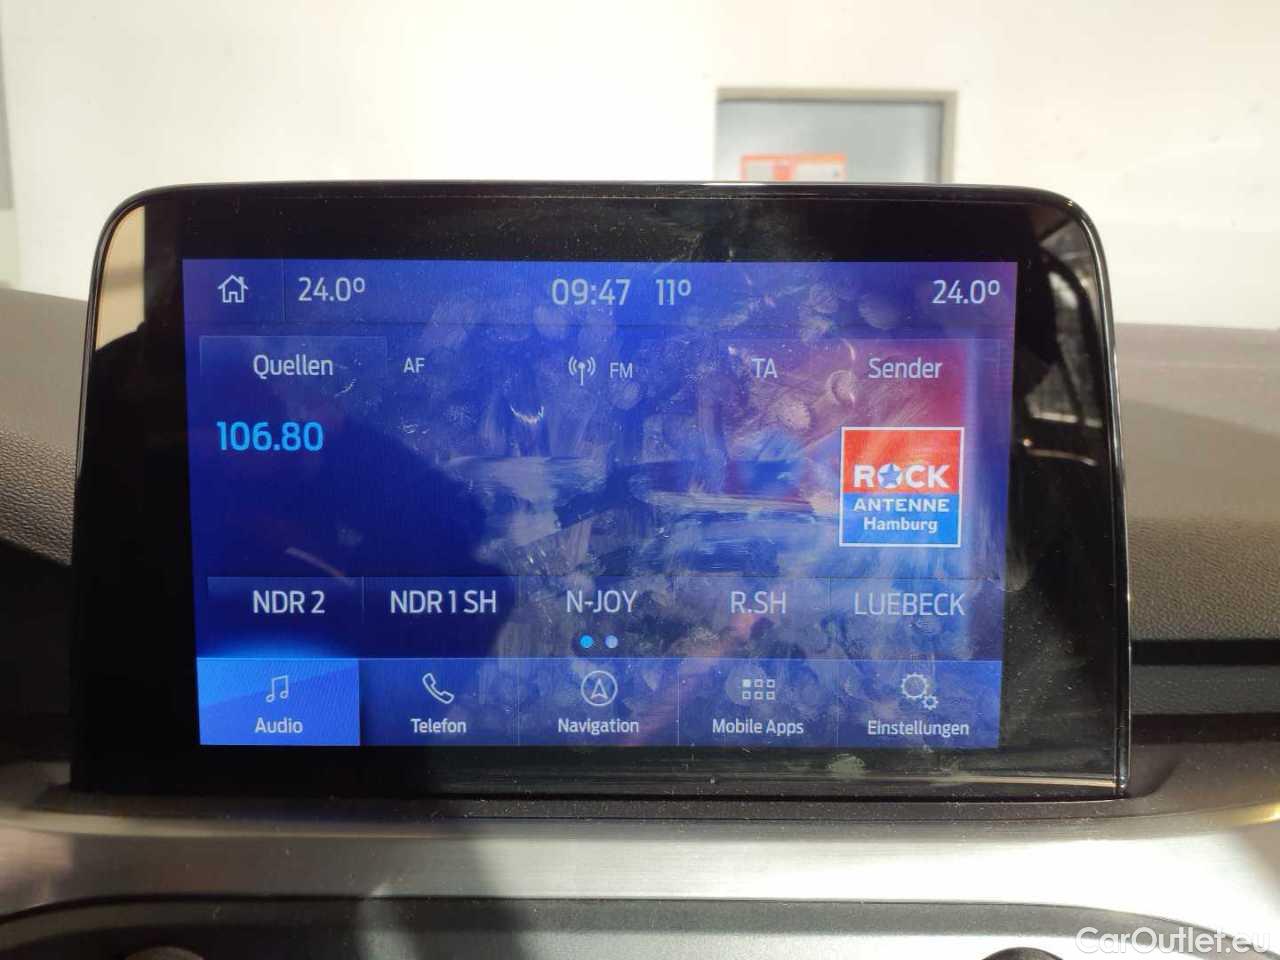 24.0° 09:47 11° 24.0°
Quellen AF FM TA Sender
106.80
ROCK
ANTENNE
Hamburg
NDR 2 NDR 1 SH N-JOY R.SH LUEBECK
Audio Telefon Navigation Mobile Apps Einstellungen
CarOutlet.eu